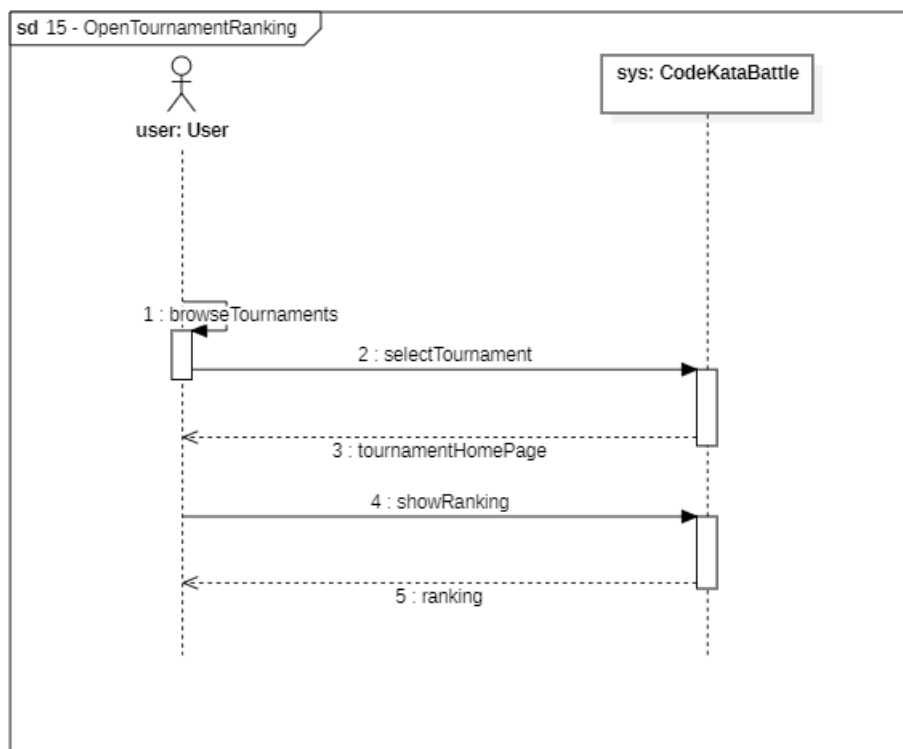 sd 15 - OpenTournamentRanking
user: User
sys: CodeKataBattle
1 : browseTournaments
2 : selectTournament
3 : tournamentHomePage
4 : showRanking
5 : ranking